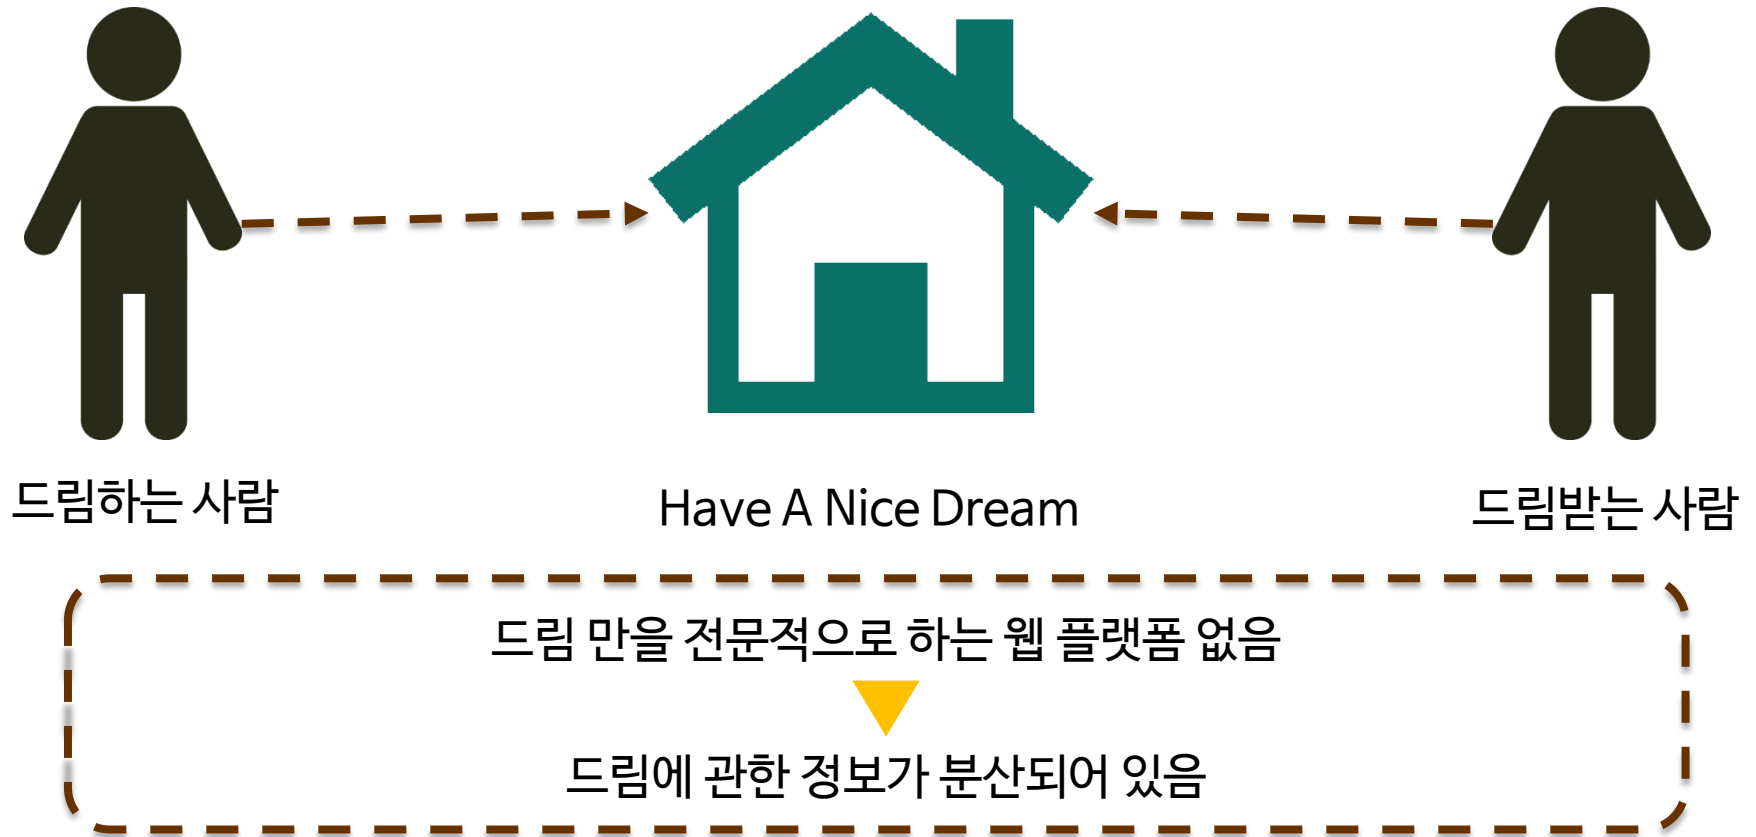 드림하는 사람
Have A Nice Dream
드림받는 사람
드림 만을 전문적으로 하는 웹 플랫폼 없음
드림에 관한 정보가 분산되어 있음